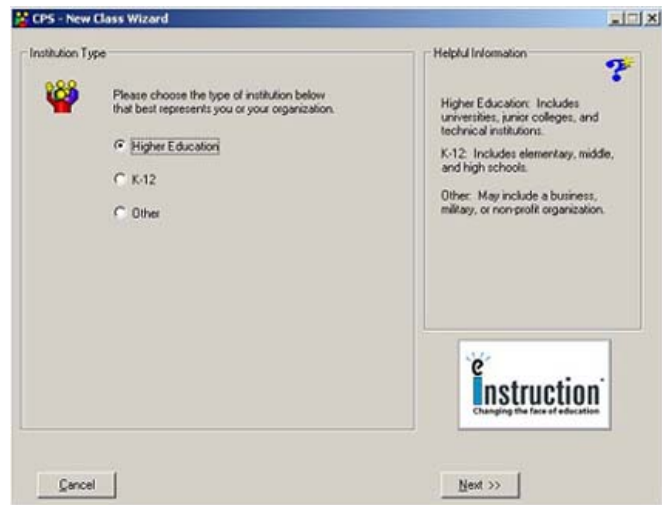 CPS - New Class Wizard
Institution Type
Please choose the type of institution below
that best represents you or your organization.
Higher Education
K-12
Other
Helpful Information
Higher Education: Includes
universities, junior colleges, and
technical institutions.
K-12: Includes elementary, middle,
and high schools.
Other: May include a business,
military, or non-profit organization.
einstruction
Changing the face of education
Cancel
Next >>